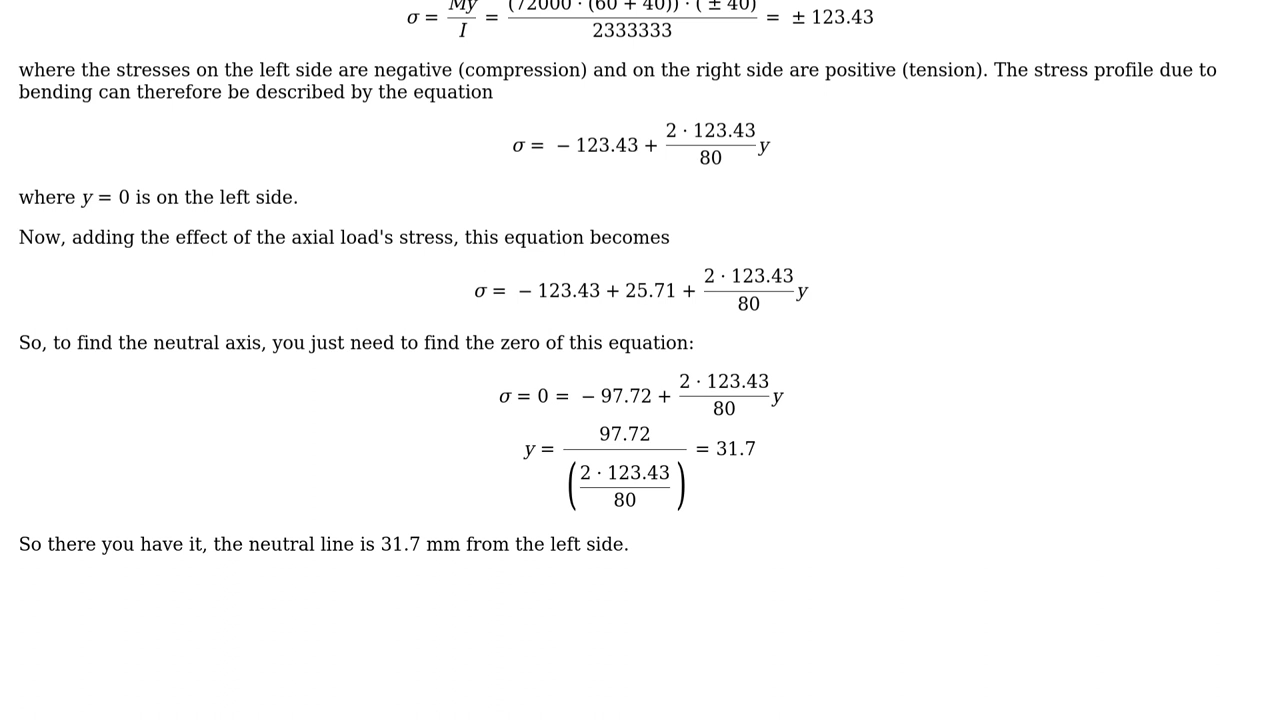 σ = My/I = (72000 · (60 + 40)) · ( ± 40)/2333333 = ± 123.43
where the stresses on the left side are negative (compression) and on the right side are positive (tension). The stress profile due to
bending can therefore be described by the equation
σ = − 123.43 + 2 · 123.43/80 y
where y = 0 is on the left side.
Now, adding the effect of the axial load's stress, this equation becomes
σ = − 123.43 + 25.71 + 2 · 123.43/80 y
So, to find the neutral axis, you just need to find the zero of this equation:
σ = 0 = − 97.72 + 2 · 123.43/80 y
y = 97.72/(2 · 123.43/80) = 31.7
So there you have it, the neutral line is 31.7 mm from the left side.